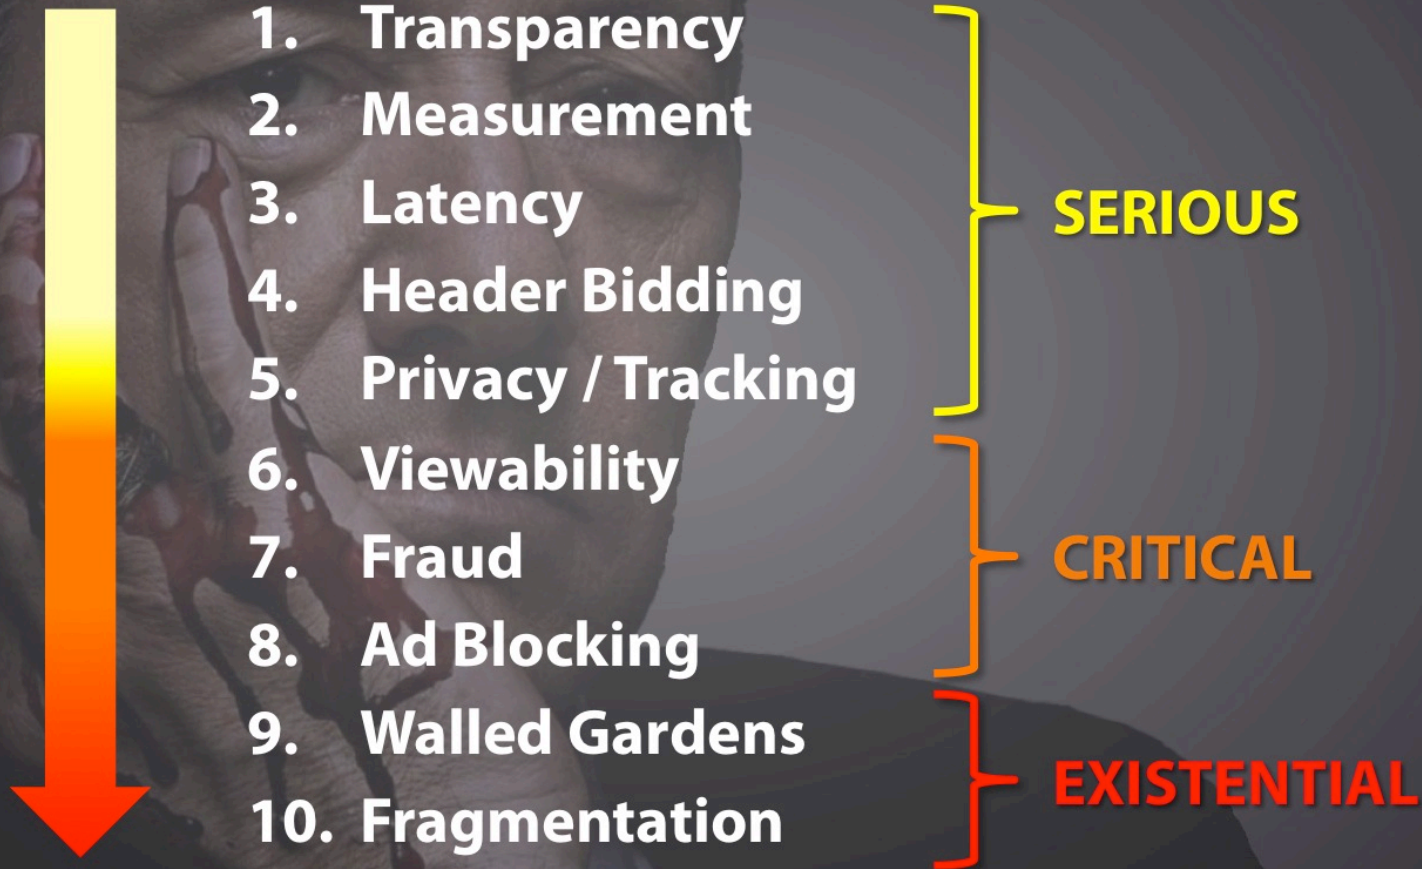 1. Transparency
2. Measurement
3. Latency
4. Header Bidding
5. Privacy / Tracking
SERIOUS
6. Viewability
7. Fraud
8. Ad Blocking
CRITICAL
9. Walled Gardens
10. Fragmentation
EXISTENTIAL